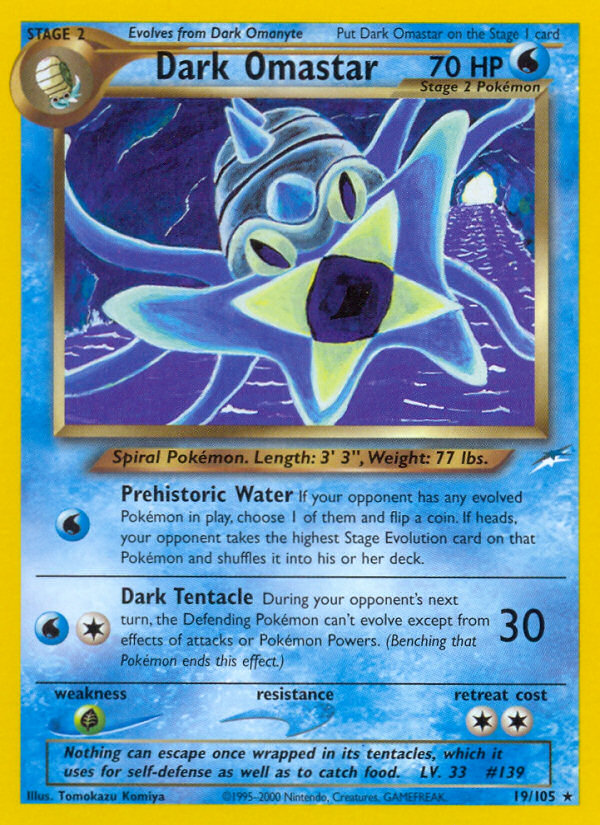 STAGE 2 Evolves from Dark Omanyte Put Dark Omastar on the Stage 1 card
Dark Omastar 70 HP
Stage 2 Pokémon
Spiral Pokémon. Length: 3' 3", Weight: 77 lbs.
Prehistoric Water If your opponent has any evolved
Pokémon in play, choose 1 of them and flip a coin. If heads,
your opponent takes the highest Stage Evolution card on that
Pokémon and shuffles it into his or her deck.
Dark Tentacle During your opponent's next
turn, the Defending Pokémon can't evolve except from
effects of attacks or Pokémon Powers. (Benching that
Pokémon ends this effect.)
30
weakness resistance retreat cost
Nothing can escape once wrapped in its tentacles, which it
uses for self-defense as well as to catch food. LV. 33 #139
Illus. Tomokazu Komiya ©1995-2000 Nintendo, Creatures, GAMEFREAK. 19/105 ★